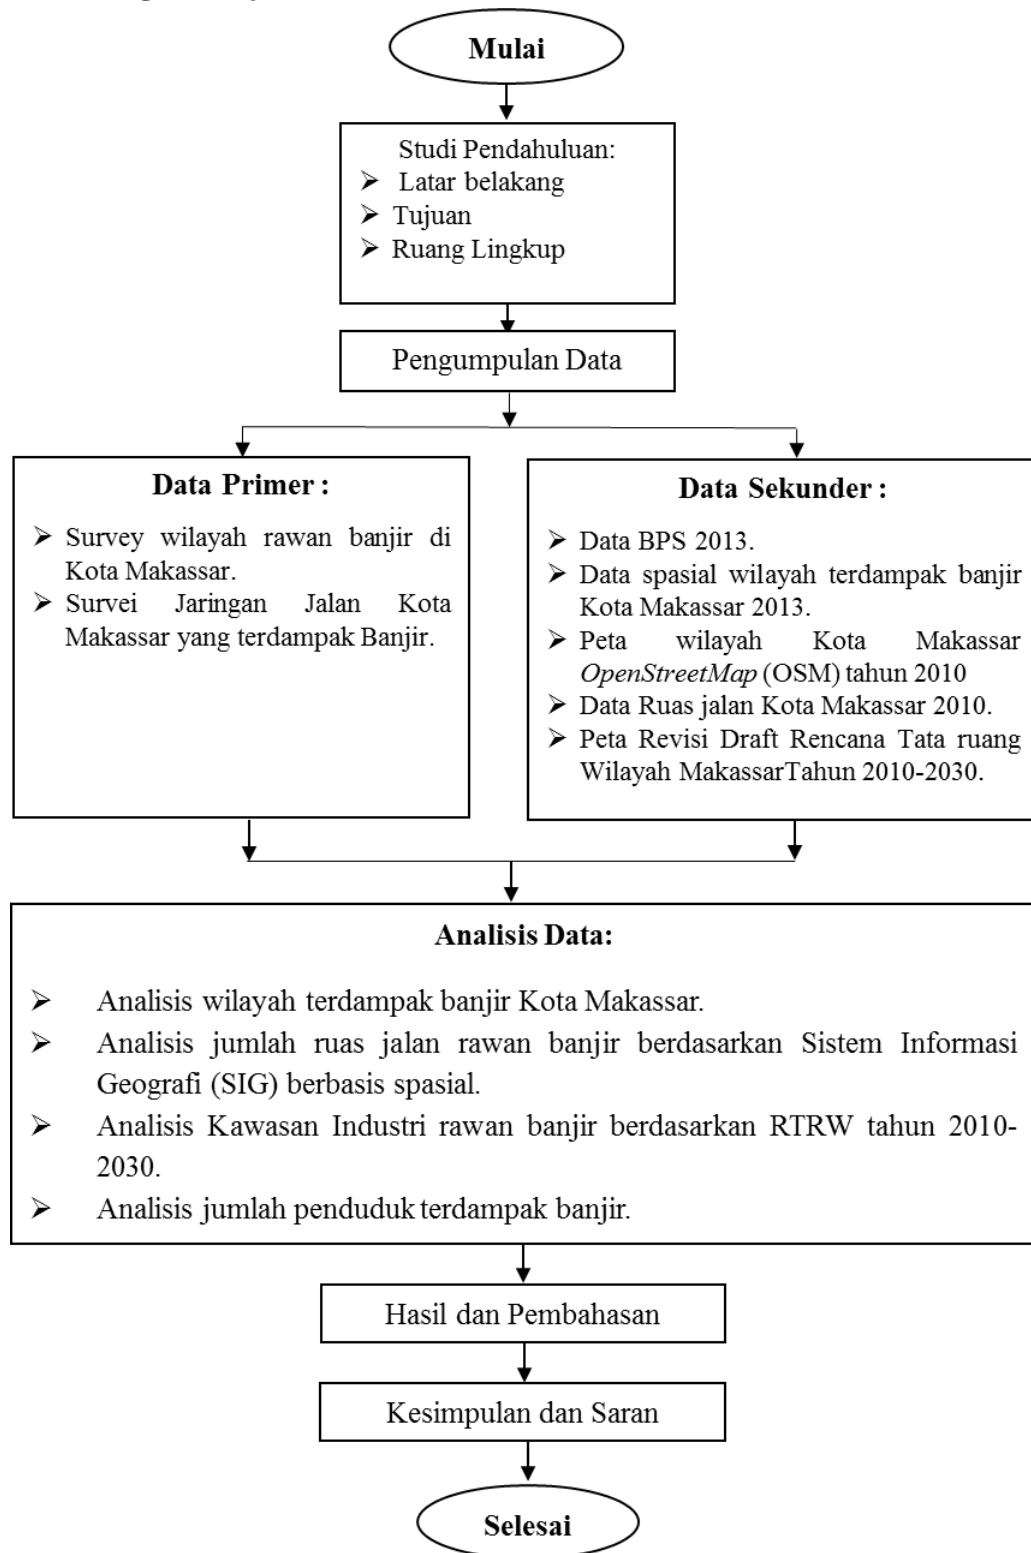 Mulai
Studi Pendahuluan:
➢ Latar belakang
➢ Tujuan
➢ Ruang Lingkup
Pengumpulan Data
Data Primer :
➢ Survey wilayah rawan banjir di
Kota Makassar.
➢ Survei Jaringan Jalan Kota
Makassar yang terdampak Banjir.
Data Sekunder :
➢ Data BPS 2013.
➢ Data spasial wilayah terdampak banjir
Kota Makassar 2013.
➢ Peta wilayah Kota Makassar
OpenStreetMap (OSM) tahun 2010
➢ Data Ruas jalan Kota Makassar 2010.
➢ Peta Revisi Draft Rencana Tata ruang
Wilayah MakassarTahun 2010-2030.
Analisis Data:
➢ Analisis wilayah terdampak banjir Kota Makassar.
➢ Analisis jumlah ruas jalan rawan banjir berdasarkan Sistem Informasi
Geografi (SIG) berbasis spasial.
➢ Analisis Kawasan Industri rawan banjir berdasarkan RTRW tahun 2010-
2030.
➢ Analisis jumlah penduduk terdampak banjir.
Hasil dan Pembahasan
Kesimpulan dan Saran
Selesai